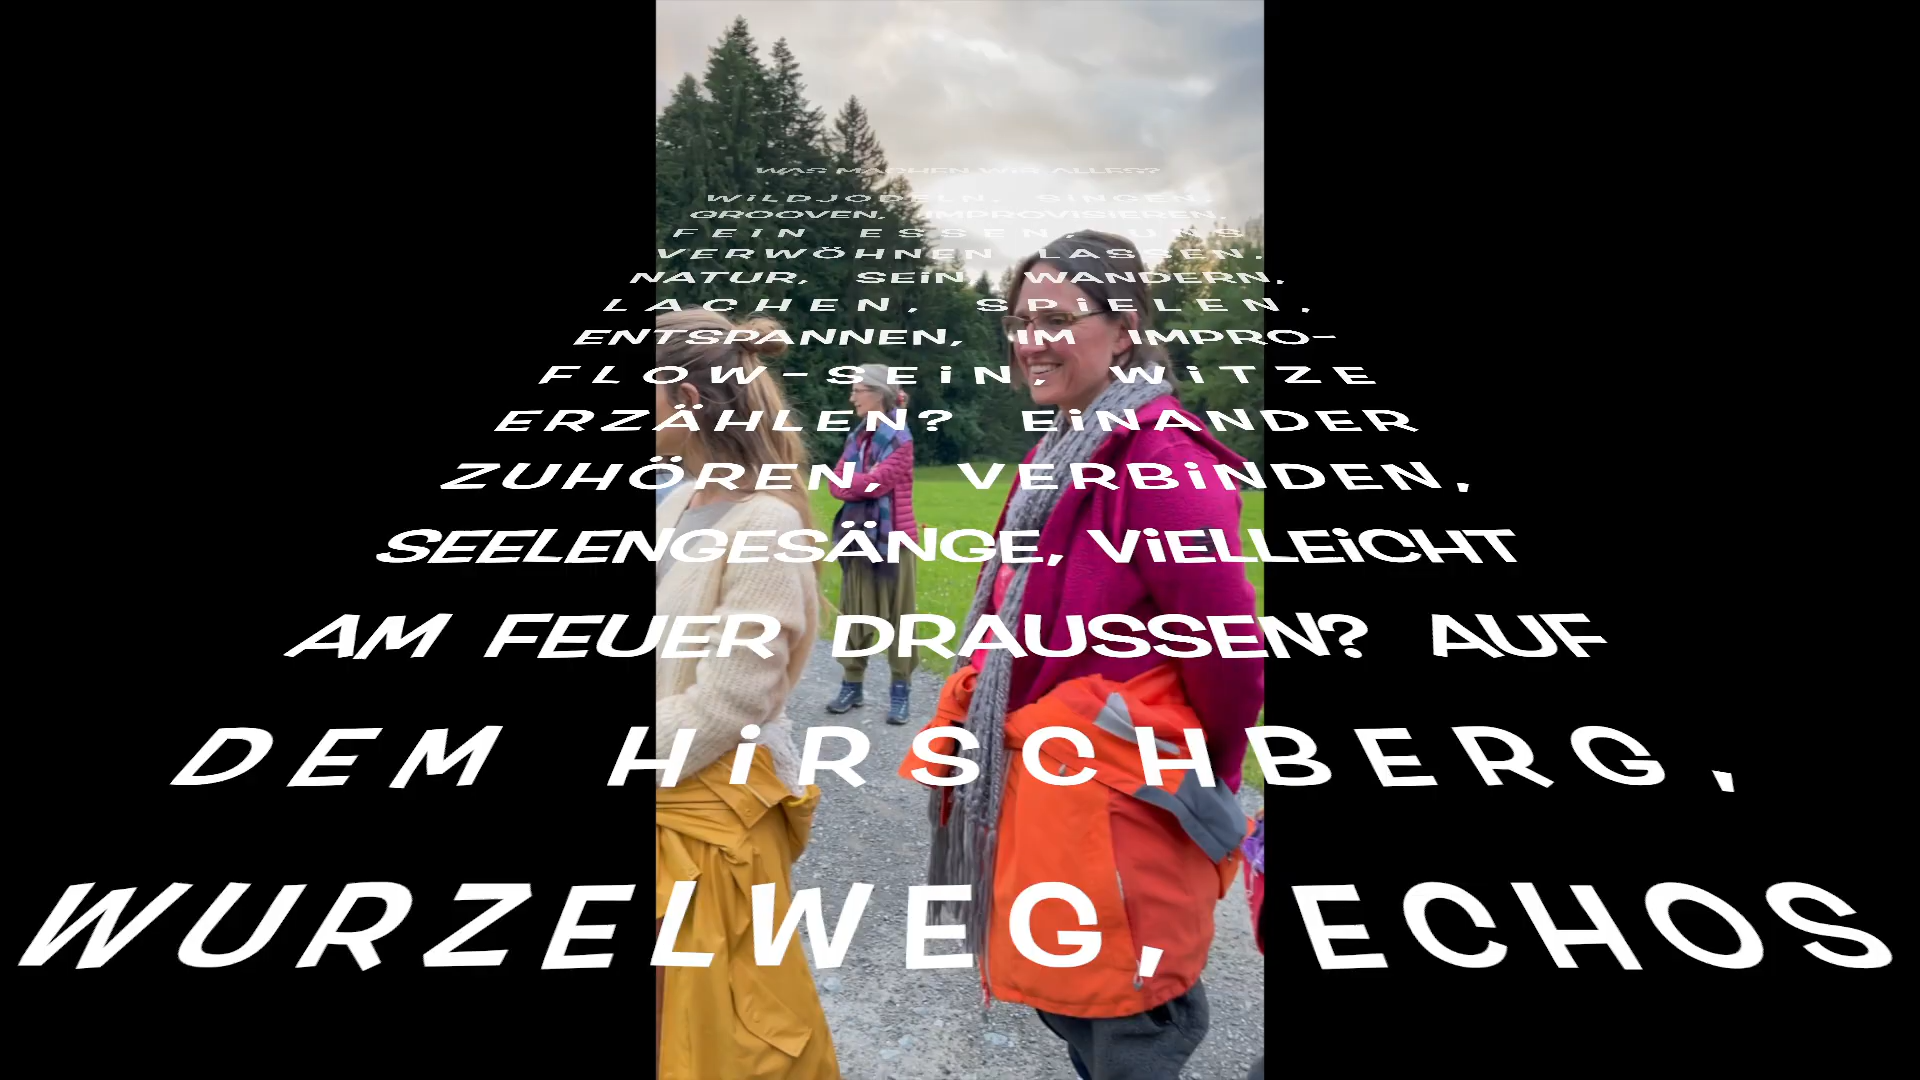 WAS MACHEN WiR ALLES?
WiLDJODELN, SINGEN,
GROOVEN, IMPROViSiEREN,
FEIN ESSEN, UNS
VERWÖHNEN LASSEN,
NATUR, SEiN, WANDERN,
LACHEN, SPiELEN,
ENTSPANNEN, IM IMPRO-
FLOW-SEiN, WiTZE
ERZÄHLEN? EiNANDER
ZUHÖREN, VERBiNDEN,
SEELENGESÄNGE, ViELLEiCHT
AM FEUER DRAUSSEN? AUF
DEM HiRSCHBERG,
WURZELWEG, ECHOS